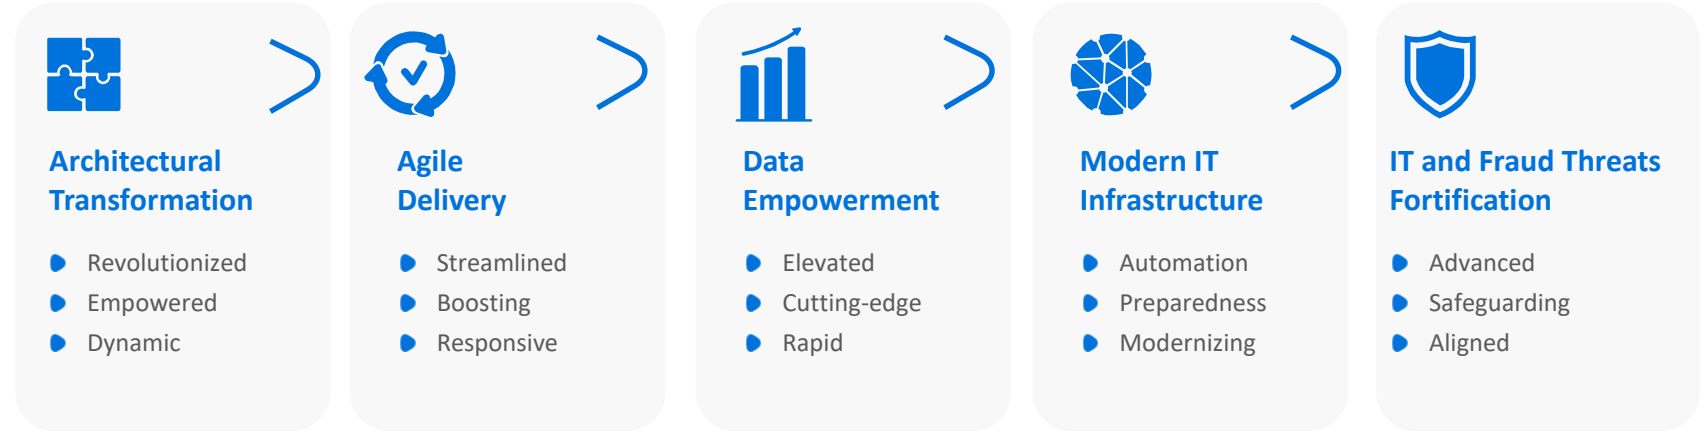 Architectural
Transformation
Revolutionized
Empowered
Dynamic
Agile
Delivery
Streamlined
Boosting
Responsive
Data
Empowerment
Elevated
Cutting-edge
Rapid
Modern IT
Infrastructure
Automation
Preparedness
Modernizing
IT and Fraud Threats
Fortification
Advanced
Safeguarding
Aligned